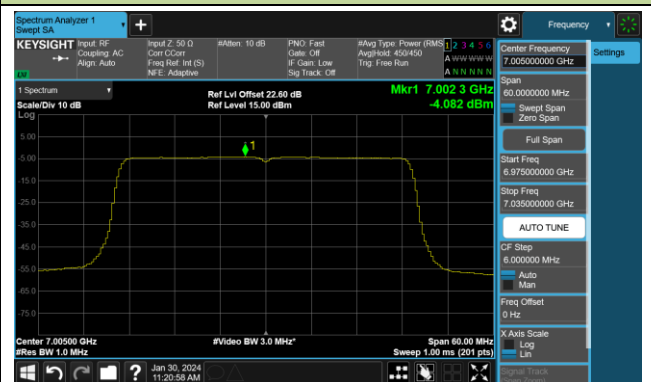 Spectrum Analyzer 1
Swept SA
+
Frequency
KEYSIGHT
Input: RF
Coupling: AC
Align: Auto
Input Z: 50 Ω
Corr CCorr
Freq Ref: Int (S)
NFE: Adaptive
#Atten: 10 dB
PNO: Fast
Gate: Off
IF Gain: Low
Sig Track: Off
#Avg Type: Power (RMS
Avg|Hold: 450/450
Trig: Free Run
1 2 3 4 5 6
A W W W W W
A N N N N N
LXI
1 Spectrum
Scale/Div 10 dB
Log
Ref Lvl Offset 22.60 dB
Ref Level 15.00 dBm
Mkr1 7.002 3 GHz
-4.082 dBm
5.00
-5.00
-15.0
-25.0
-35.0
-45.0
-55.0
-65.0
-75.0
1
Center 7.00500 GHz
#Res BW 1.0 MHz
#Video BW 3.0 MHz*
Span 60.00 MHz
Sweep 1.00 ms (201 pts)
Jan 30, 2024
11:20:58 AM
Center Frequency
7.005000000 GHz
Settings
Span
60.0000000 MHz
Swept Span
Zero Span
Full Span
Start Freq
6.975000000 GHz
Stop Freq
7.035000000 GHz
AUTO TUNE
CF Step
6.000000 MHz
Auto
Man
Freq Offset
0 Hz
X Axis Scale
Log
Lin
Signal Track